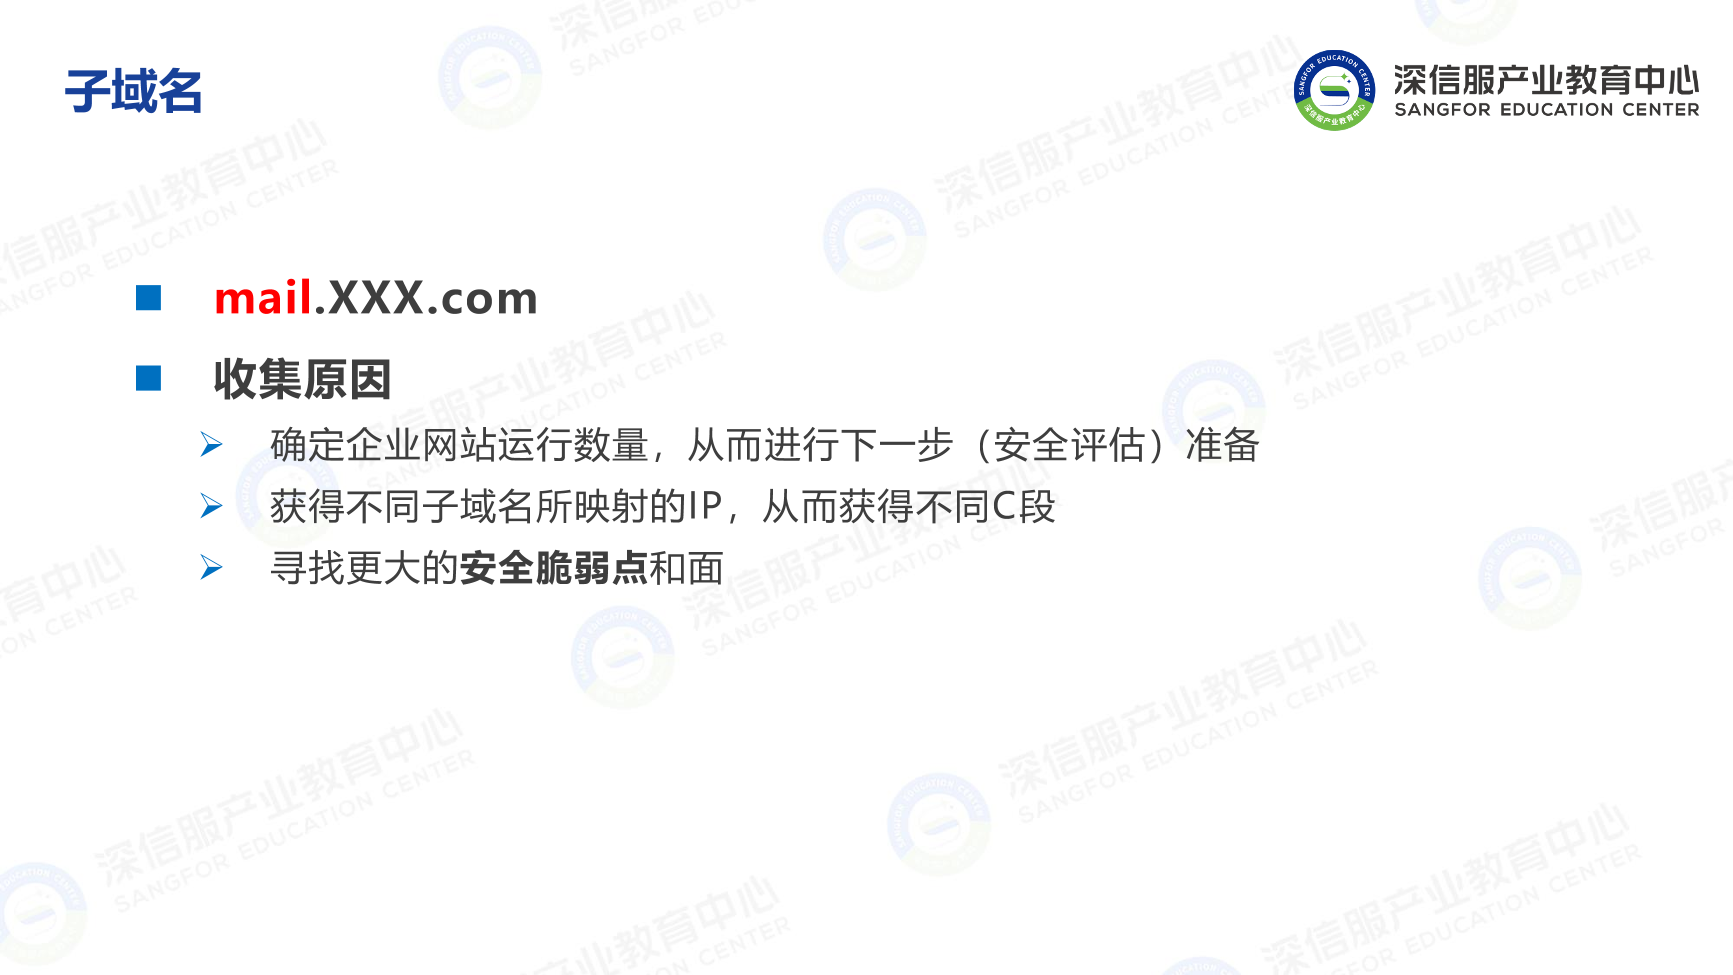 子域名
深信服产业教育中心
SANGFOR EDUCATION CENTER
mail.XXX.com
收集原因
确定企业网站运行数量，从而进行下一步（安全评估）准备
获得不同子域名所映射的IP，从而获得不同C段
寻找更大的安全脆弱点和面